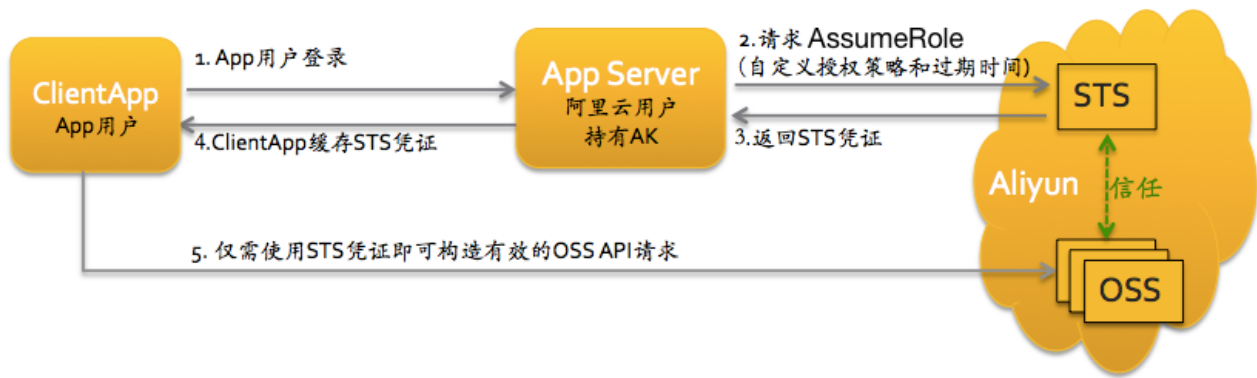 1. App用户登录
2.请求 AssumeRole
(自定义授权策略和过期时间)
ClientApp
App用户
App Server
阿里云用户
持有AK
STS
4.ClientApp缓存STS凭证
3.返回STS凭证
Aliyun
信任
5. 仅需使用STS凭证即可构造有效的OSS API请求
OSS